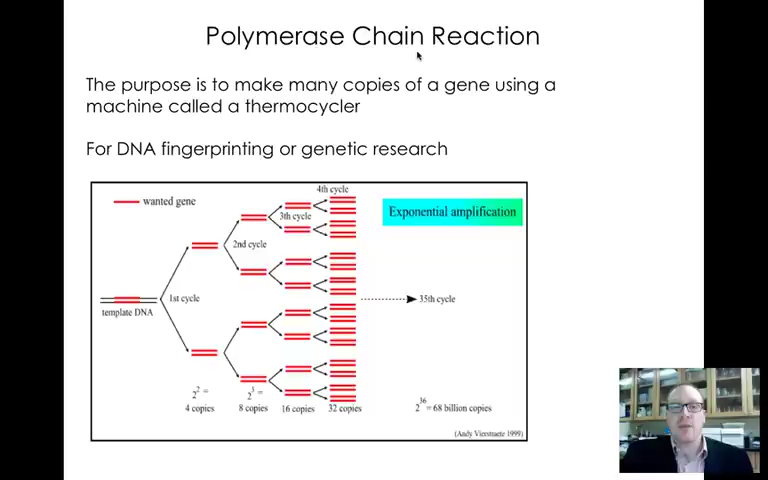 Polymerase Chain Reaction
The purpose is to make many copies of a gene using a
machine called a thermocycler
For DNA fingerprinting or genetic research
4th cycle
wanted gene
3th cycle
Exponential amplification
2nd cycle
1st cycle
35th cycle
template DNA
2² =
2³ =
2³⁶ = 68 billion copies
4 copies
8 copies
16 copies
32 copies
(Andy Vierstraete 1999)